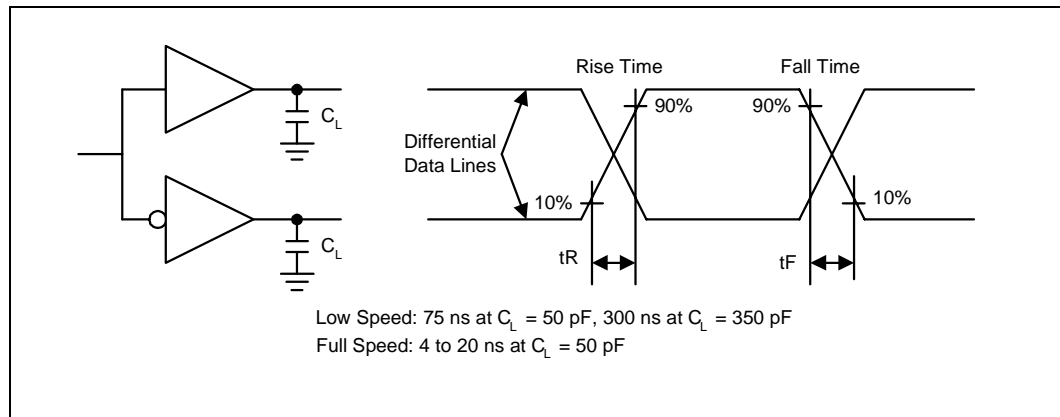 Rise Time
Fall Time
90%
90%
C_L
Differential
Data Lines
10%
10%
C_L
tR
tF
Low Speed: 75 ns at C_L = 50 pF, 300 ns at C_L = 350 pF
Full Speed: 4 to 20 ns at C_L = 50 pF